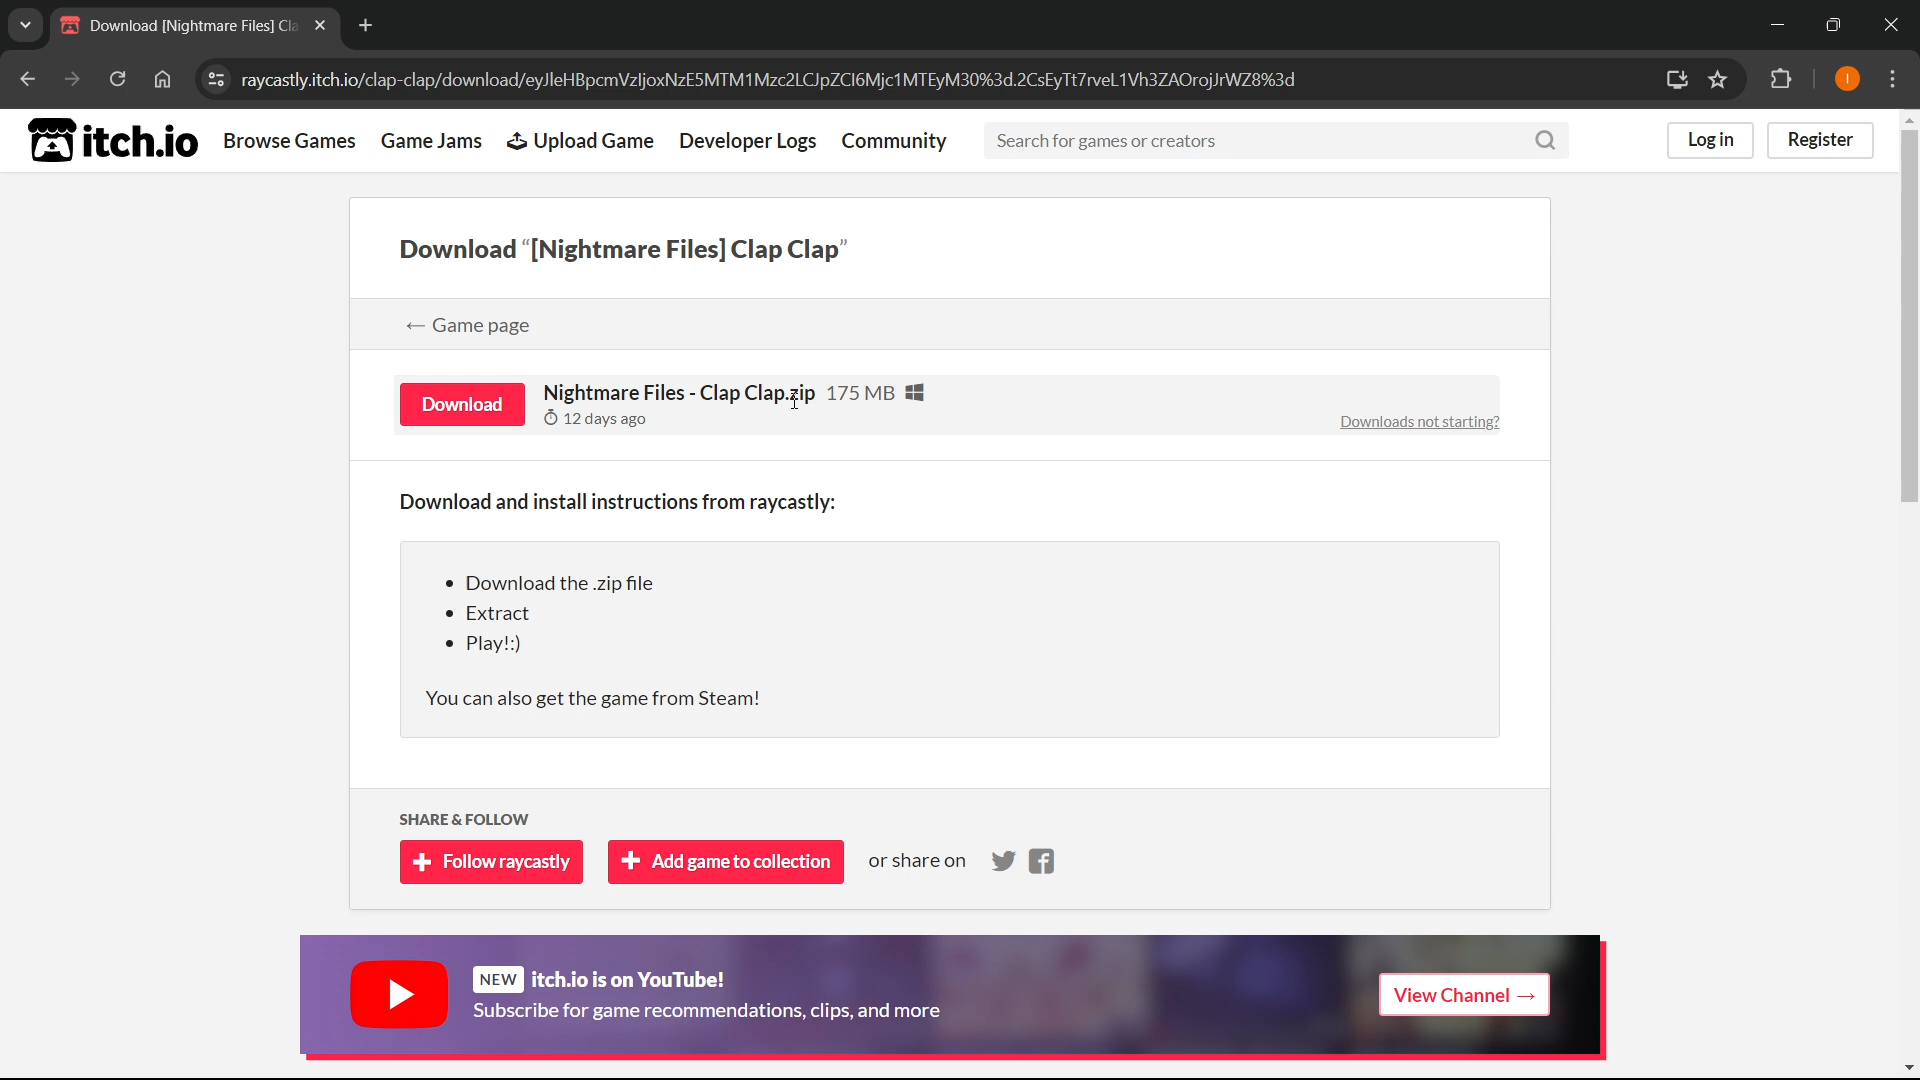 Download [Nightmare Files] Cla
raycastly.itch.io/clap-clap/download/eyJleHBpcmVzIjoxNzE5MTM1Mzc2LCJpZCI6Mjc1MTEyM30%3d.2CsEyTt7rveL1Vh3ZAOrojJrWZ8%3d
I
itch.io Browse Games Game Jams Upload Game Developer Logs Community Search for games or creators Log in Register
Download “[Nightmare Files] Clap Clap”
← Game page
Download Nightmare Files - Clap Clap.zip 175 MB
12 days ago
Downloads not starting?
Download and install instructions from raycastly:
• Download the .zip file
• Extract
• Play!:)
You can also get the game from Steam!
SHARE & FOLLOW
Follow raycastly Add game to collection or share on
NEW itch.io is on YouTube!
Subscribe for game recommendations, clips, and more
View Channel →